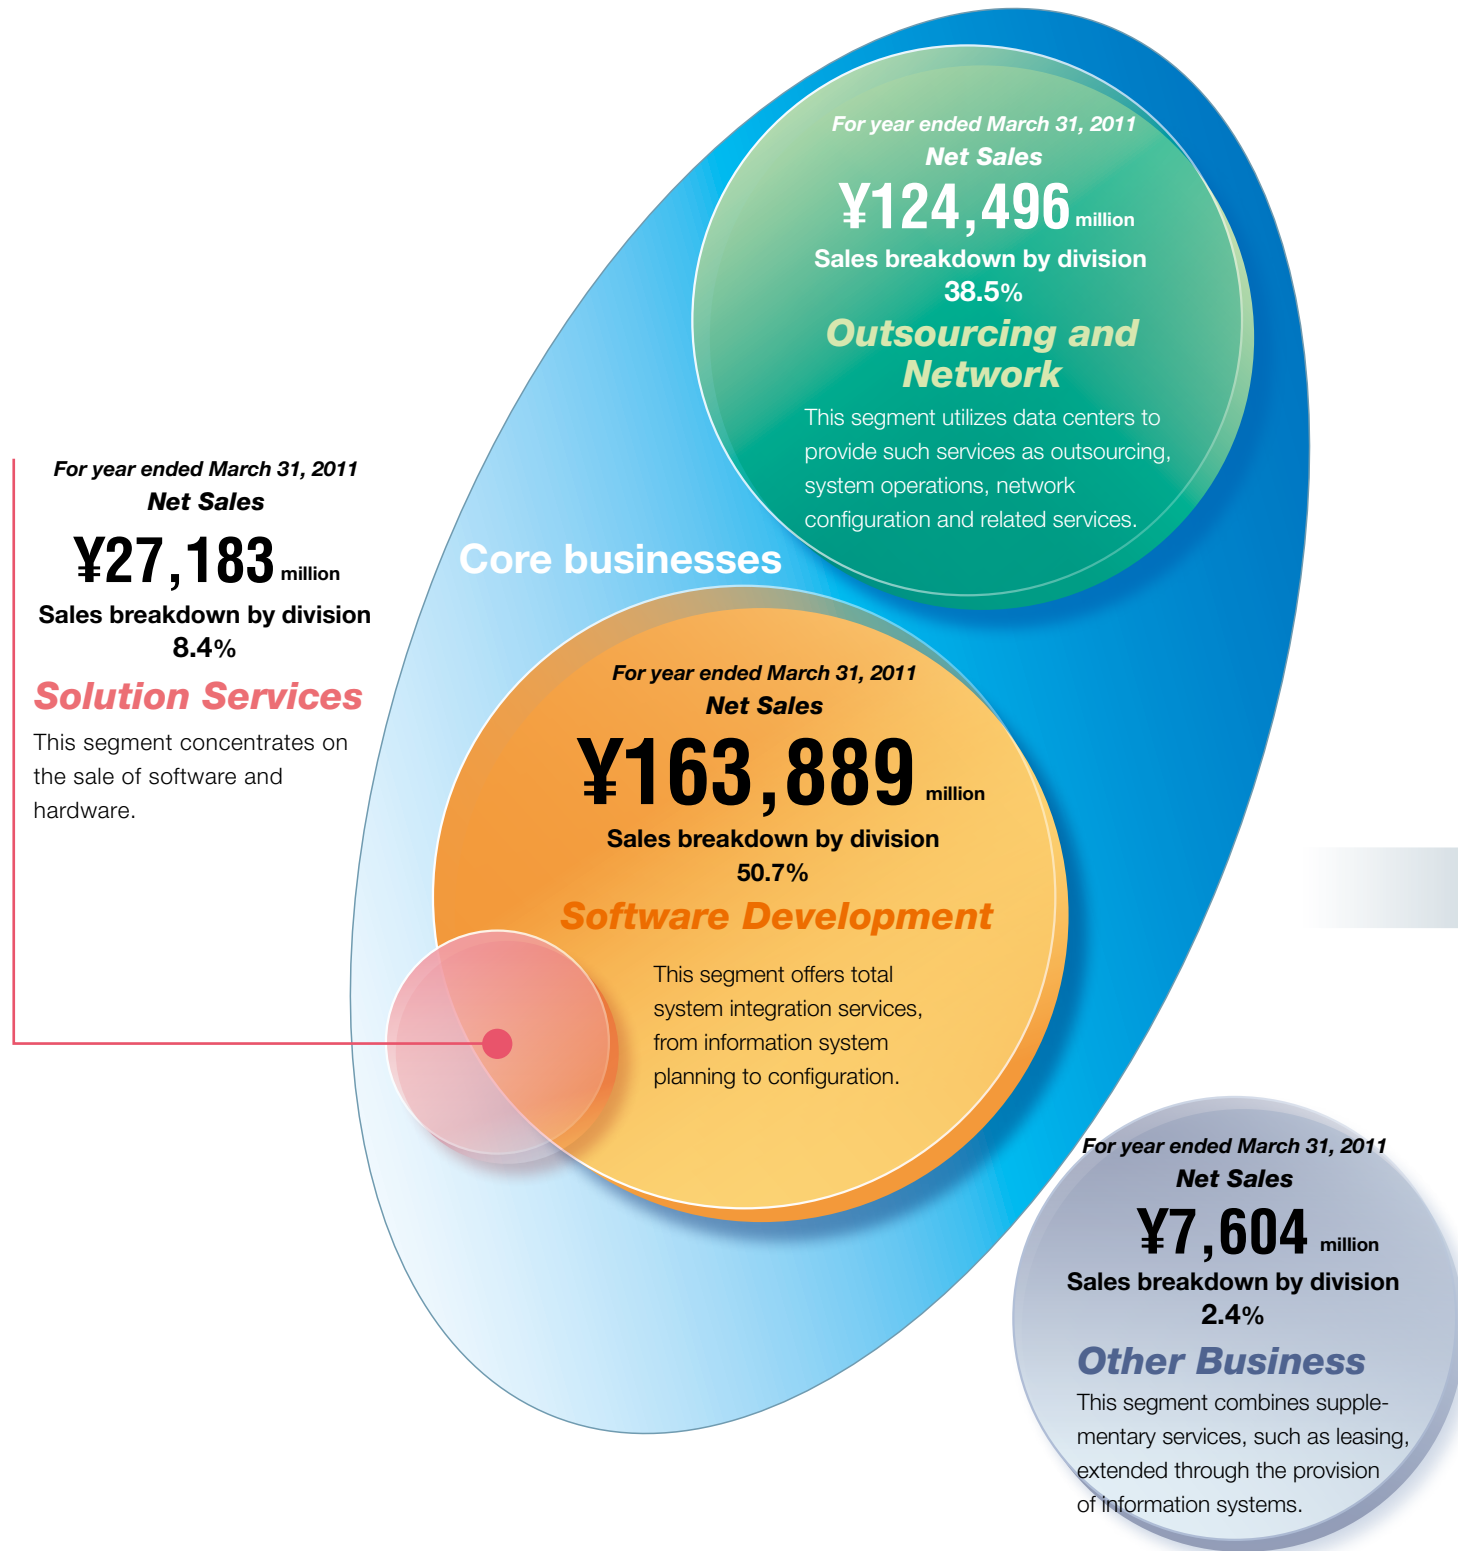 For year ended March 31, 2011
Net Sales
¥124,496 million
Sales breakdown by division
38.5%
Outsourcing and
Network
This segment utilizes data centers to
provide such services as outsourcing,
system operations, network
configuration and related services.
For year ended March 31, 2011
Net Sales
¥27,183 million
Sales breakdown by division
8.4%
Solution Services
This segment concentrates on
the sale of software and
hardware.
Core businesses
For year ended March 31, 2011
Net Sales
¥163,889 million
Sales breakdown by division
50.7%
Software Development
This segment offers total
system integration services,
from information system
planning to configuration.
For year ended March 31, 2011
Net Sales
¥7,604 million
Sales breakdown by division
2.4%
Other Business
This segment combines supple-
mentary services, such as leasing,
extended through the provision
of information systems.